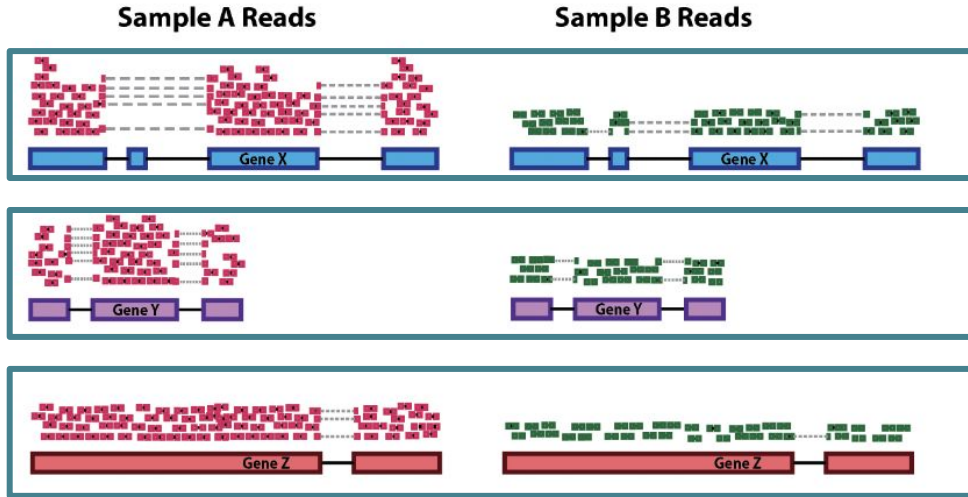 Sample A Reads
Sample B Reads
Gene X
Gene X
Gene Y
Gene Y
Gene Z
Gene Z